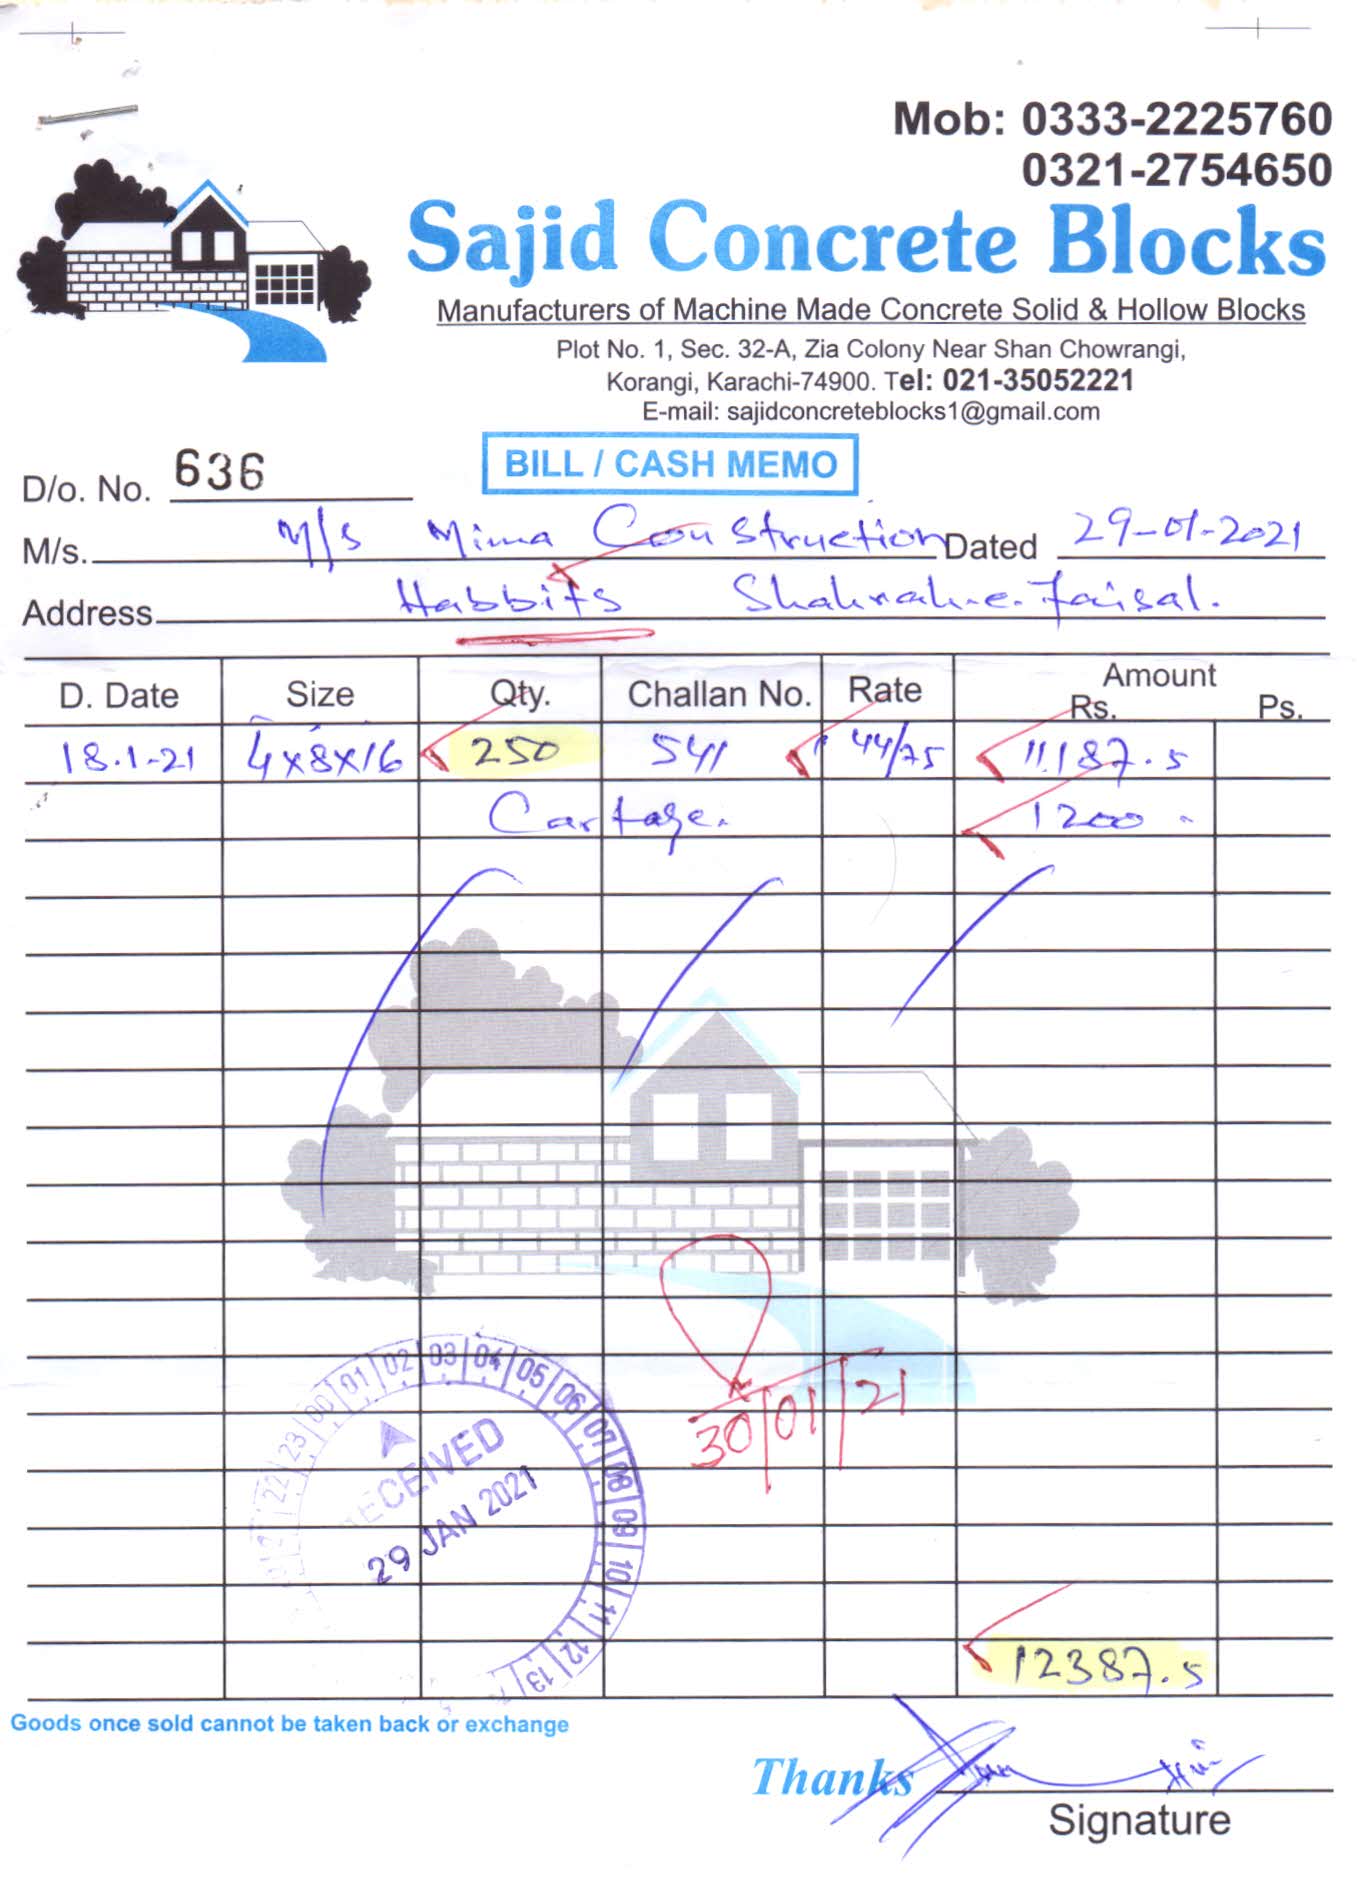 Mob: 0333-2225760
0321-2754650
Sajid Concrete Blocks
Manufacturers of Machine Made Concrete Solid & Hollow Blocks
Plot No. 1, Sec. 32-A, Zia Colony Near Shan Chowrangi,
Korangi, Karachi-74900. Tel: 021-35052221
E-mail: sajidconcreteblocks1@gmail.com
BILL / CASH MEMO
D/o. No. 636
M/s. M/s Mima Construction Dated 29-01-2021
Address Habbits Shahrah.e.Faisal.
D. Date Size Qty. Challan No. Rate Amount
Rs. Ps.
18.1-21 4x8x16 250 541 44/75 11187.5
Cartage. 1200 -
00 01 02 03 04 05 06 07 08 09 10 11 12 13 22 23
RECEIVED
29 JAN 2021
30/01/21
12387.5
Goods once sold cannot be taken back or exchange
Thanks
Signature